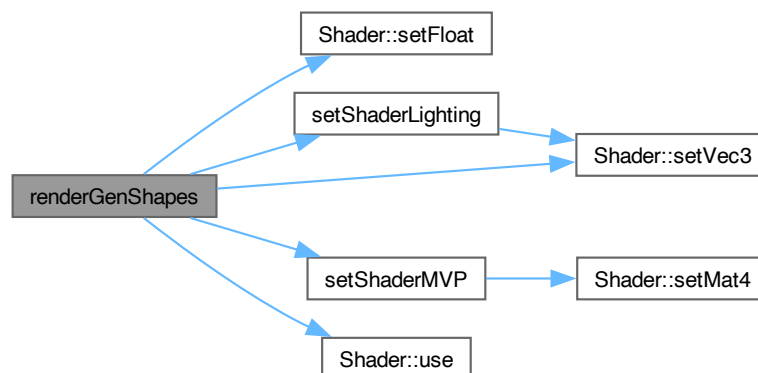 Shader::setFloat
setShaderLighting
Shader::setVec3
renderGenShapes
setShaderMVP
Shader::setMat4
Shader::use